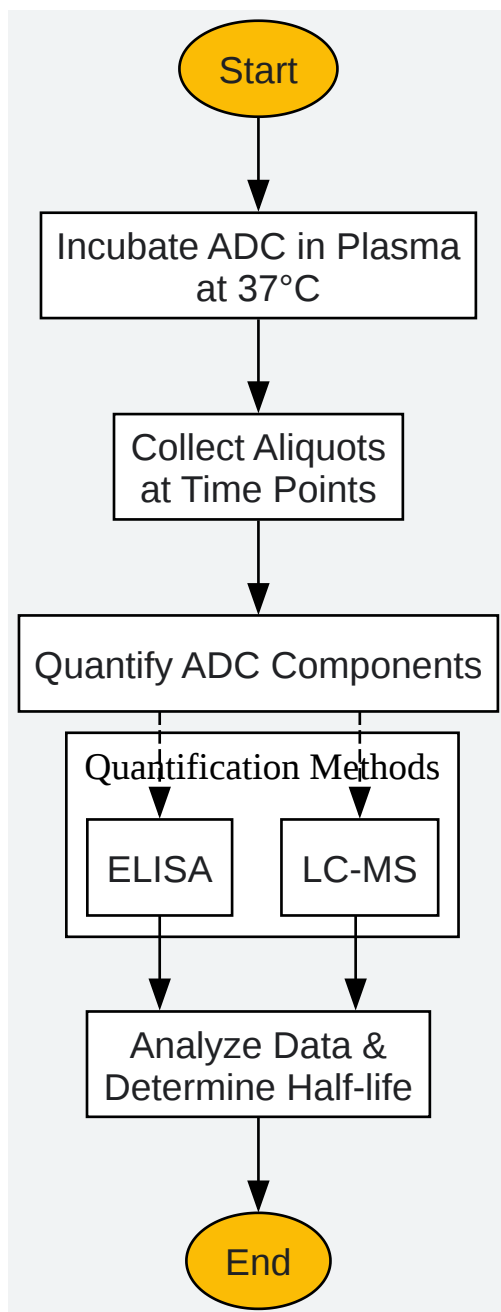 Start
Incubate ADC in Plasma
at 37°C
Collect Aliquots
at Time Points
Quantify ADC Components
Quantification Methods
ELISA
LC-MS
Analyze Data &
Determine Half-life
End